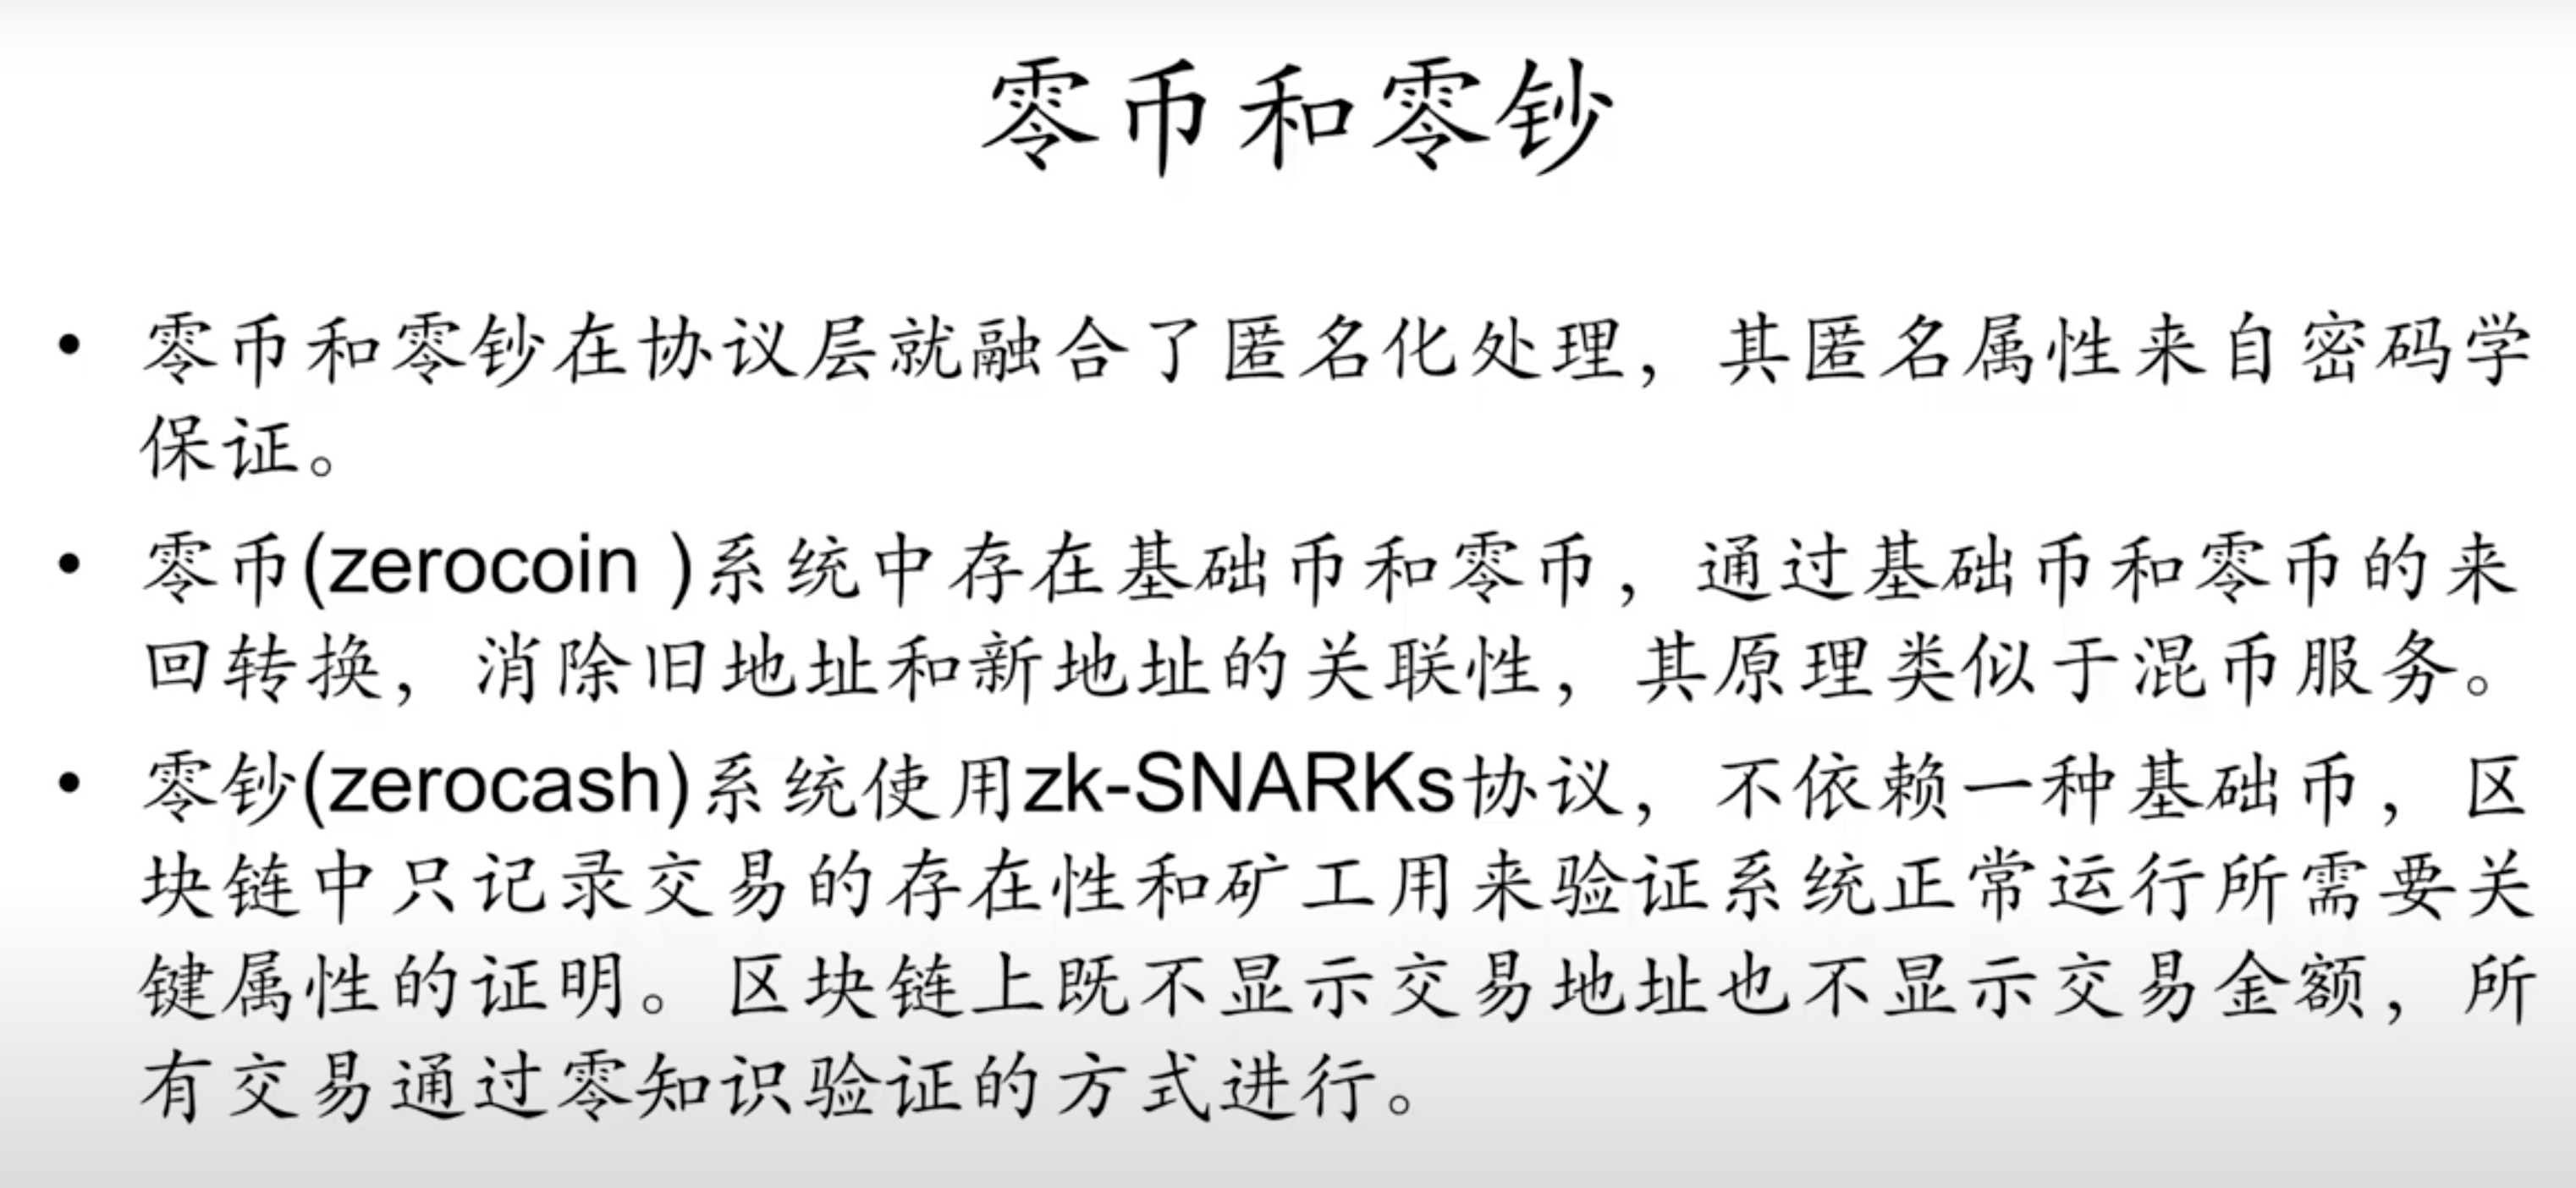 零币和零钞
• 零币和零钞在协议层就融合了匿名化处理，其匿名属性来自密码学
保证。
• 零币(zerocoin )系统中存在基础币和零币，通过基础币和零币的来
回转换，消除旧地址和新地址的关联性，其原理类似于混币服务。
• 零钞(zerocash)系统使用zk-SNARKs协议，不依赖一种基础币，区
块链中只记录交易的存在性和矿工用来验证系统正常运行所需要关
键属性的证明。区块链上既不显示交易地址也不显示交易金额，所
有交易通过零知识验证的方式进行。